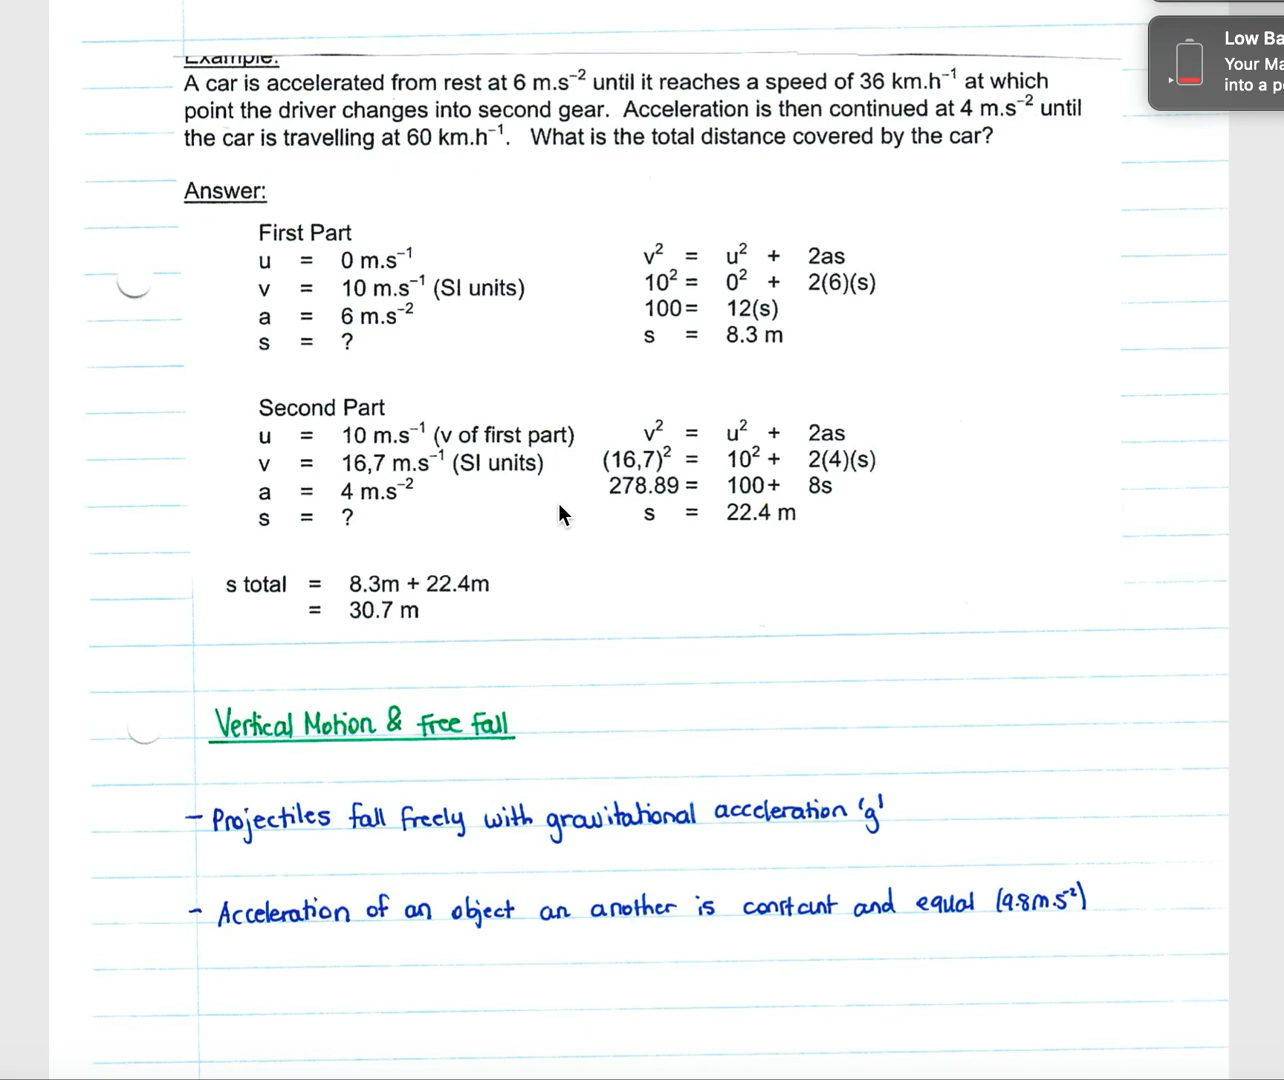 Example:
A car is accelerated from rest at 6 m.s⁻² until it reaches a speed of 36 km.h⁻¹ at which
point the driver changes into second gear. Acceleration is then continued at 4 m.s⁻² until
the car is travelling at 60 km.h⁻¹. What is the total distance covered by the car?
Answer:
First Part
u = 0 m.s⁻¹
v = 10 m.s⁻¹ (SI units)
a = 6 m.s⁻²
s = ?
v² = u² + 2as
10² = 0² + 2(6)(s)
100 = 12(s)
s = 8.3 m
Second Part
u = 10 m.s⁻¹ (v of first part)
v = 16,7 m.s⁻¹ (SI units)
a = 4 m.s⁻²
s = ?
v² = u² + 2as
(16,7)² = 10² + 2(4)(s)
278.89 = 100 + 8s
s = 22.4 m
s total = 8.3m + 22.4m
= 30.7 m
Vertical Motion & Free fall
- Projectiles fall freely with gravitational acceleration 'g'
- Acceleration of an object an another is constant and equal (9.8m.s⁻²)
Low Ba
Your Ma
into a p